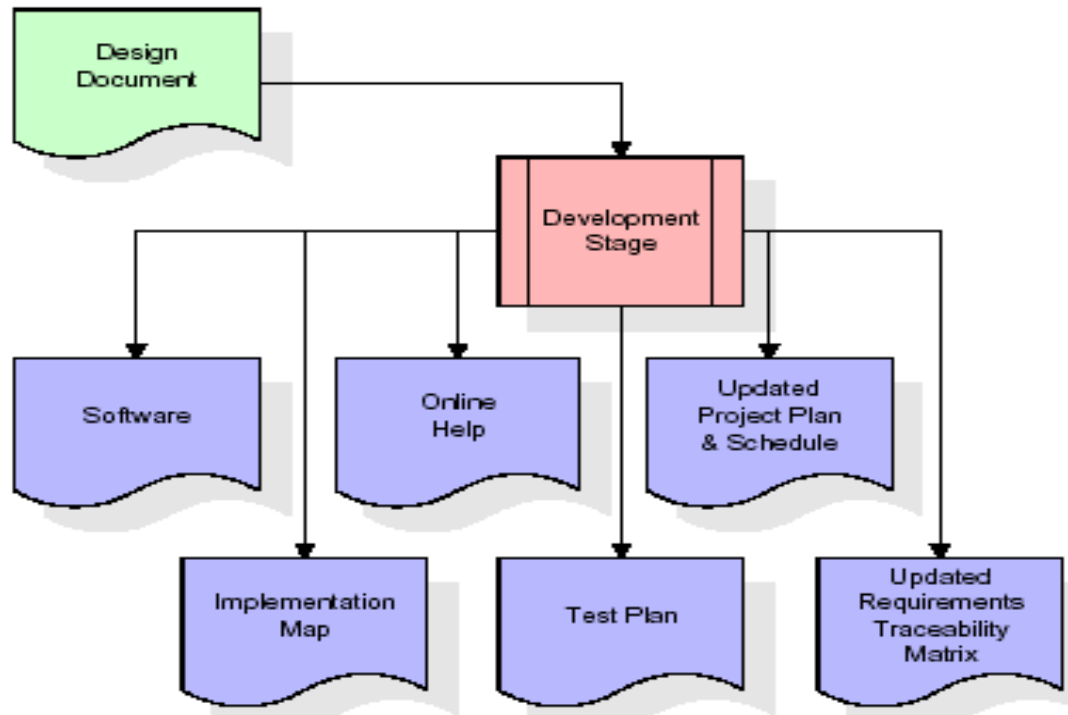 Design
Document
Development
Stage
Software
Online
Help
Updated
Project Plan
& Schedule
Implementation
Map
Test Plan
Updated
Requirements
Traceability
Matrix